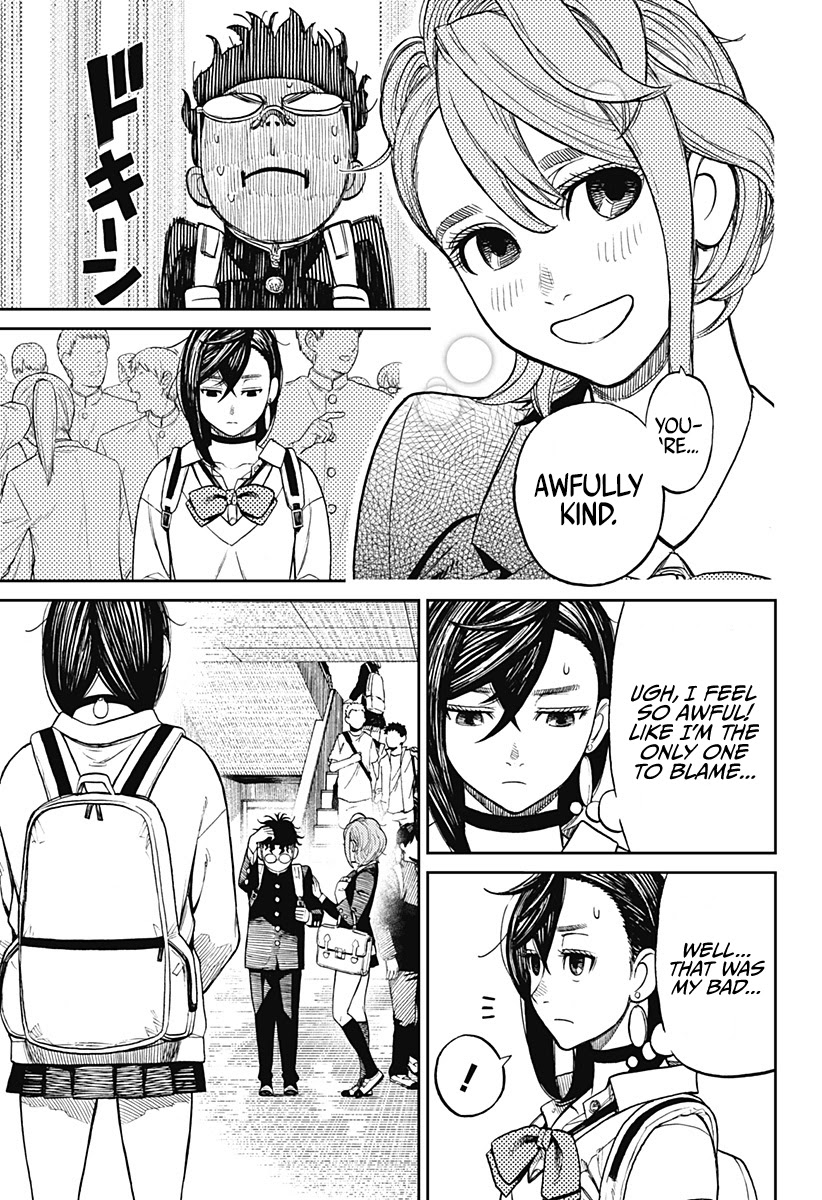 YOU-
'RE...
AWFULLY
KIND.
ドキーン
UGH, I FEEL
SO AWFUL!
LIKE I'M THE
ONLY ONE
TO BLAME...
WELL...
THAT WAS
MY BAD...
!